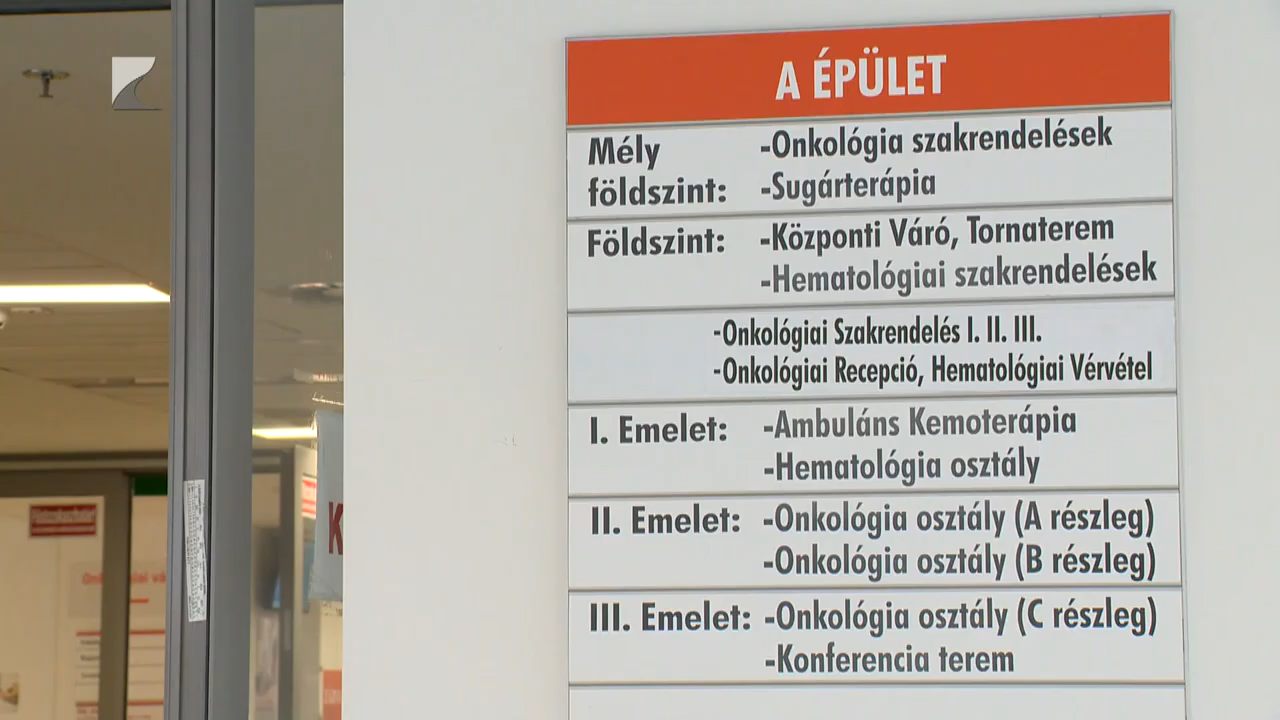 A ÉPÜLET
Mély földszint:
-Onkológia szakrendelések
-Sugárterápia
Földszint:
-Központi Váró, Tornaterem
-Hematológiai szakrendelések
-Onkológiai Szakrendelés I. II. III.
-Onkológiai Recepció, Hematológiai Vérvétel
I. Emelet:
-Ambuláns Kemoterápia
-Hematológia osztály
II. Emelet:
-Onkológia osztály (A részleg)
-Onkológia osztály (B részleg)
III. Emelet:
-Onkológia osztály (C részleg)
-Konferencia terem